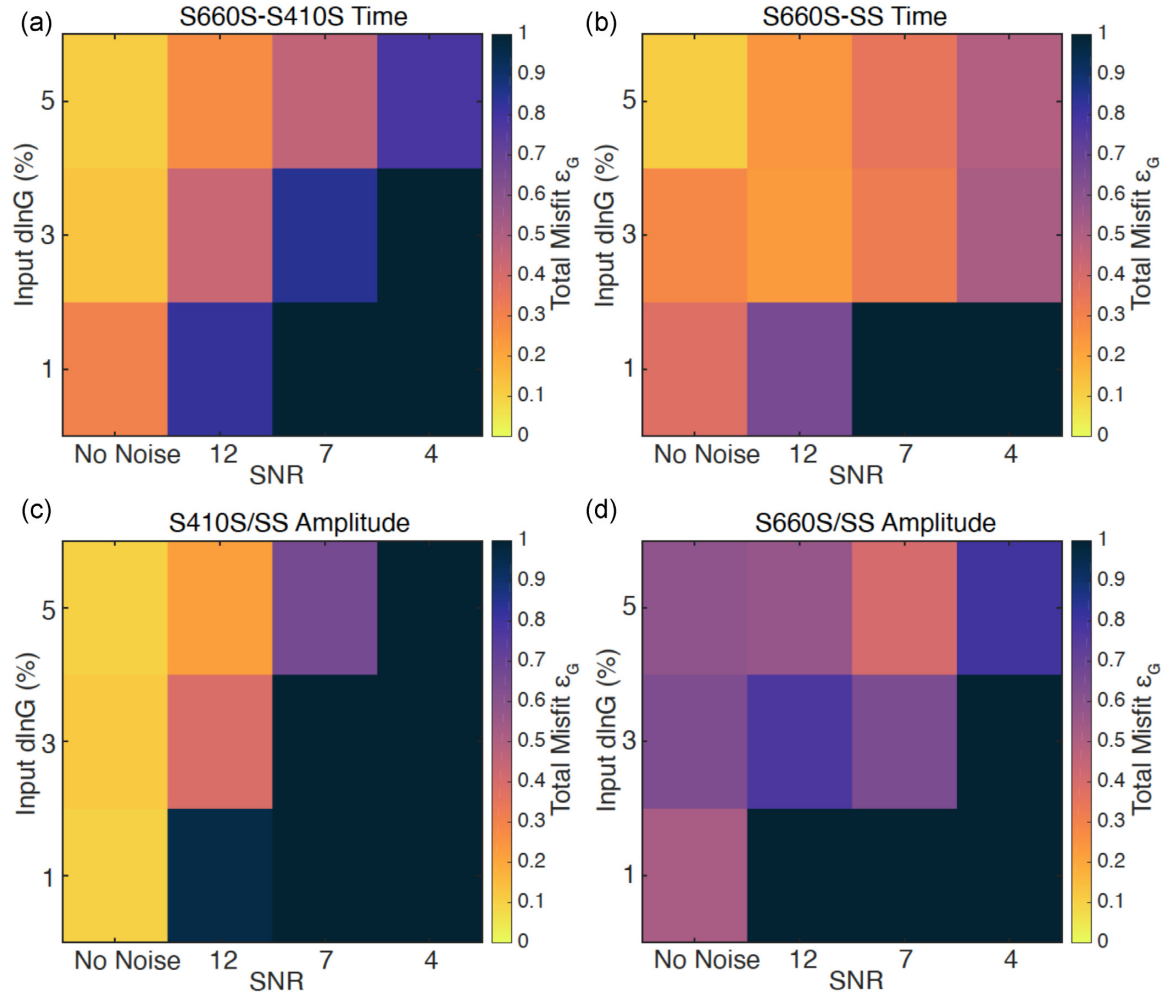 (a)
S660S-S410S Time
Input dlnG (%)
5
3
1
No Noise
12
7
4
SNR
1
0.9
0.8
0.7
0.6
0.5
0.4
0.3
0.2
0.1
0
Total Misfit ε_G
(b)
S660S-SS Time
Input dlnG (%)
5
3
1
No Noise
12
7
4
SNR
1
0.9
0.8
0.7
0.6
0.5
0.4
0.3
0.2
0.1
0
Total Misfit ε_G
(c)
S410S/SS Amplitude
Input dlnG (%)
5
3
1
No Noise
12
7
4
SNR
1
0.9
0.8
0.7
0.6
0.5
0.4
0.3
0.2
0.1
0
Total Misfit ε_G
(d)
S660S/SS Amplitude
Input dlnG (%)
5
3
1
No Noise
12
7
4
SNR
1
0.9
0.8
0.7
0.6
0.5
0.4
0.3
0.2
0.1
0
Total Misfit ε_G